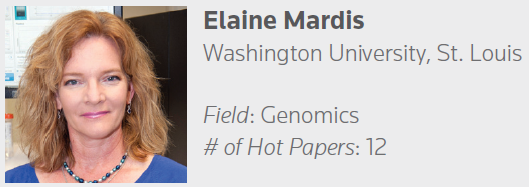 Elaine Mardis
Washington University, St. Louis
Field: Genomics
# of Hot Papers: 12